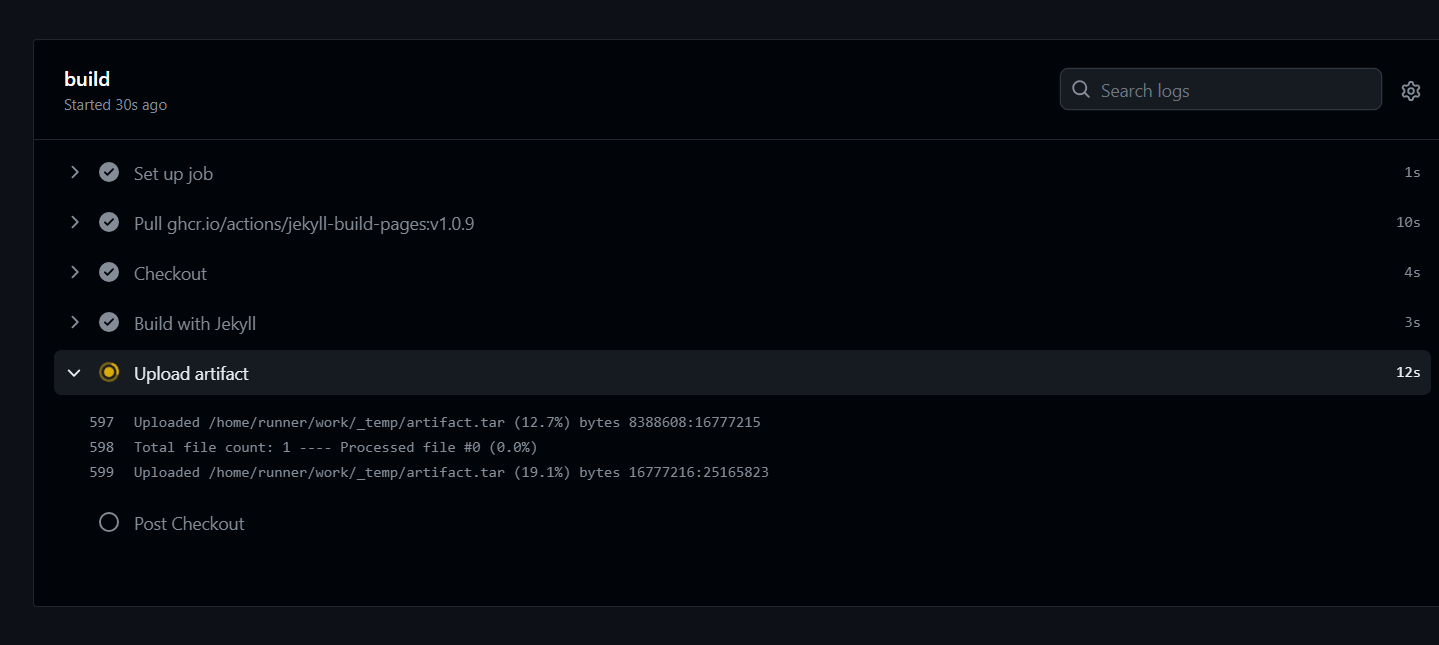 build
Started 30s ago
Search logs
Set up job 1s
Pull ghcr.io/actions/jekyll-build-pages:v1.0.9 10s
Checkout 4s
Build with Jekyll 3s
Upload artifact 12s
597 Uploaded /home/runner/work/_temp/artifact.tar (12.7%) bytes 8388608:16777215
598 Total file count: 1 ---- Processed file #0 (0.0%)
599 Uploaded /home/runner/work/_temp/artifact.tar (19.1%) bytes 16777216:25165823
Post Checkout